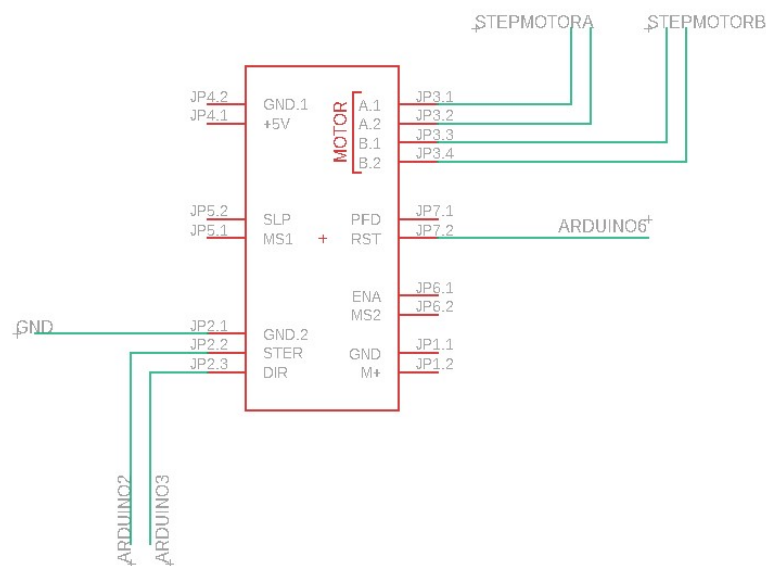 STEPMOTORA
STEPMOTORB
JP4.2 GND.1
JP4.1 +5V
MOTOR
A.1 JP3.1
A.2 JP3.2
B.1 JP3.3
B.2 JP3.4
JP5.2 SLP
JP5.1 MS1
PFD JP7.1
RST JP7.2
ARDUINO6
ENA JP6.1
MS2 JP6.2
GND
JP2.1 GND.2
JP2.2 STER
JP2.3 DIR
GND JP1.1
M+ JP1.2
ARDUINO2
ARDUINO3